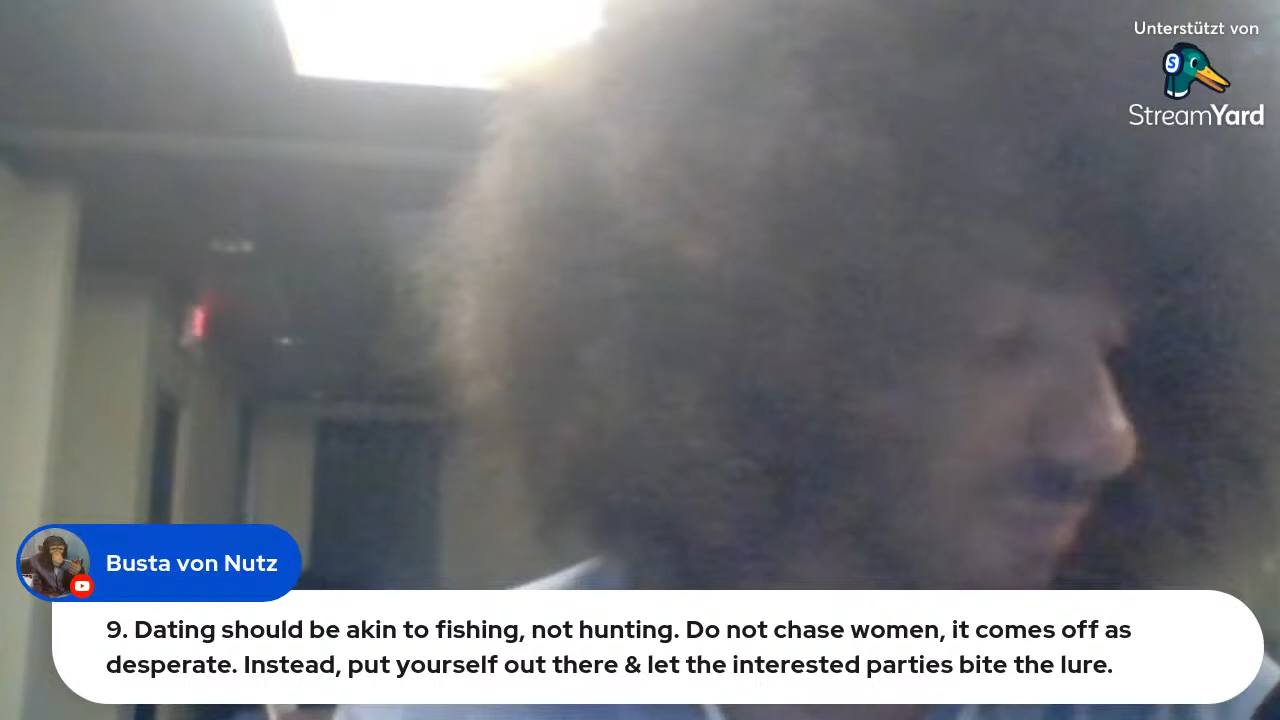 Unterstützt von
StreamYard
Busta von Nutz
9. Dating should be akin to fishing, not hunting. Do not chase women, it comes off as
desperate. Instead, put yourself out there & let the interested parties bite the lure.